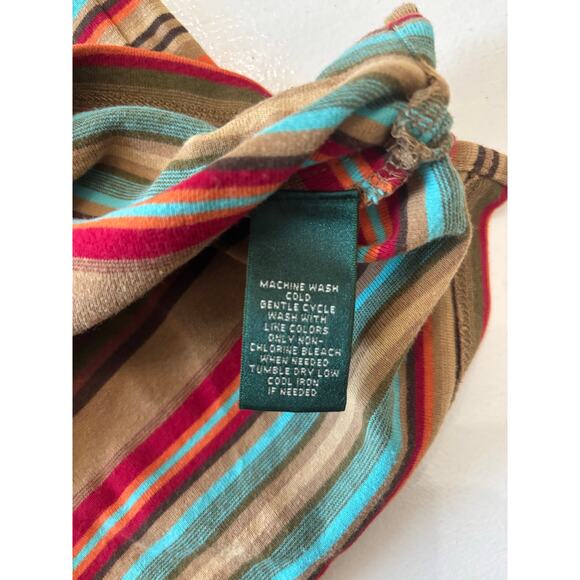 MACHINE WASH
COLD
GENTLE CYCLE
WASH WITH
LIKE COLORS
ONLY NON-
CHLORINE BLEACH
WHEN NEEDED
TUMBLE DRY LOW
COOL IRON
IF NEEDED